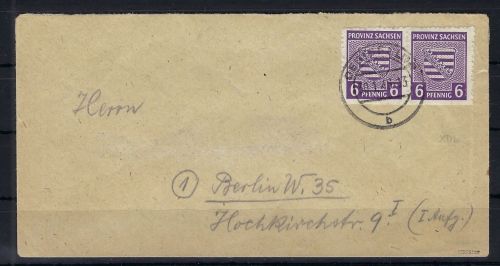 PROVINZ SACHSEN PROVINZ SACHSEN
6 PFENNIG 6 6 PFENNIG 6
b
Herrn
1 Berlin W. 35
Hochkirchstr. 9 I (I Aufg.)